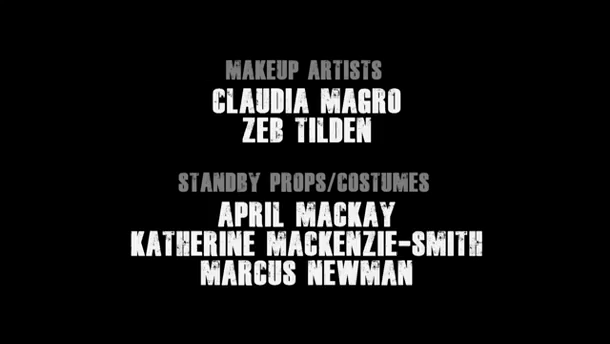 MAKEUP ARTISTS
CLAUDIA MAGRO
ZEB TILDEN
STANDBY PROPS/COSTUMES
APRIL MACKAY
KATHERINE MACKENZIE-SMITH
MARCUS NEWMAN